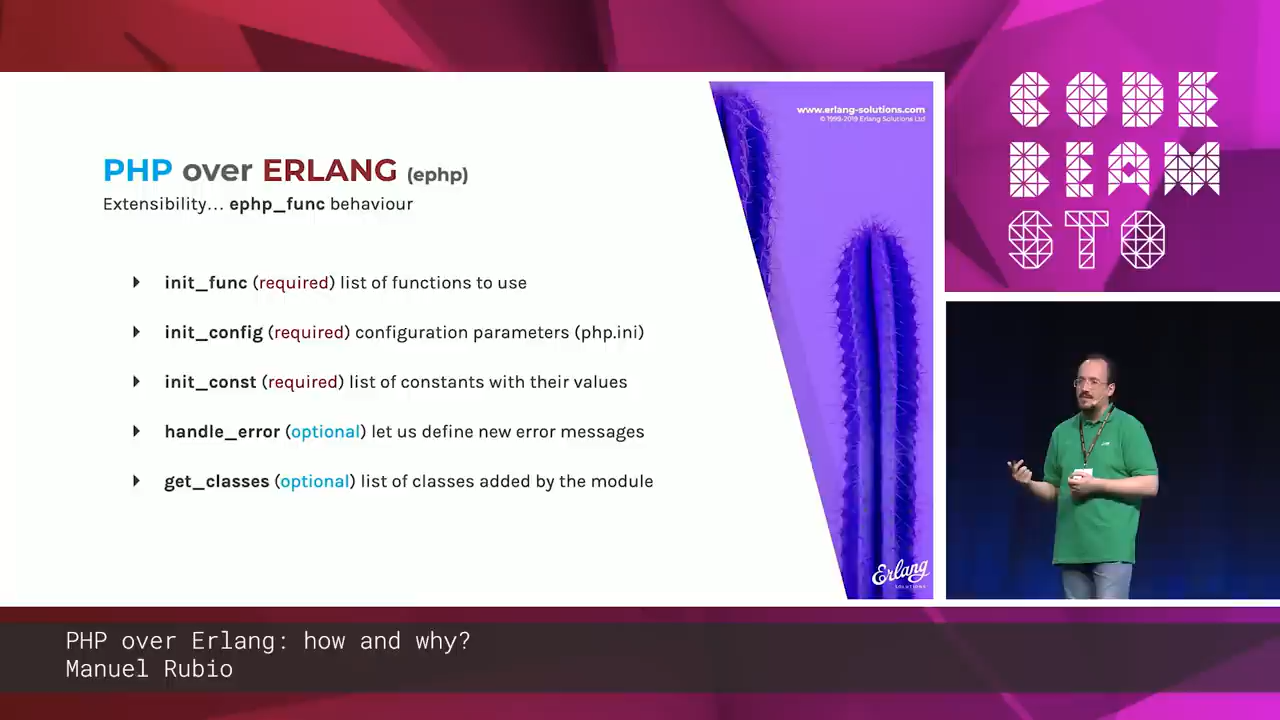 www.erlang-solutions.com
© 1999-2019 Erlang Solutions Ltd
PHP over ERLANG (ephp)
Extensibility... ephp_func behaviour
init_func (required) list of functions to use
init_config (required) configuration parameters (php.ini)
init_const (required) list of constants with their values
handle_error (optional) let us define new error messages
get_classes (optional) list of classes added by the module
Erlang
SOLUTIONS
CODE
BEAM
STO
PHP over Erlang: how and why?
Manuel Rubio